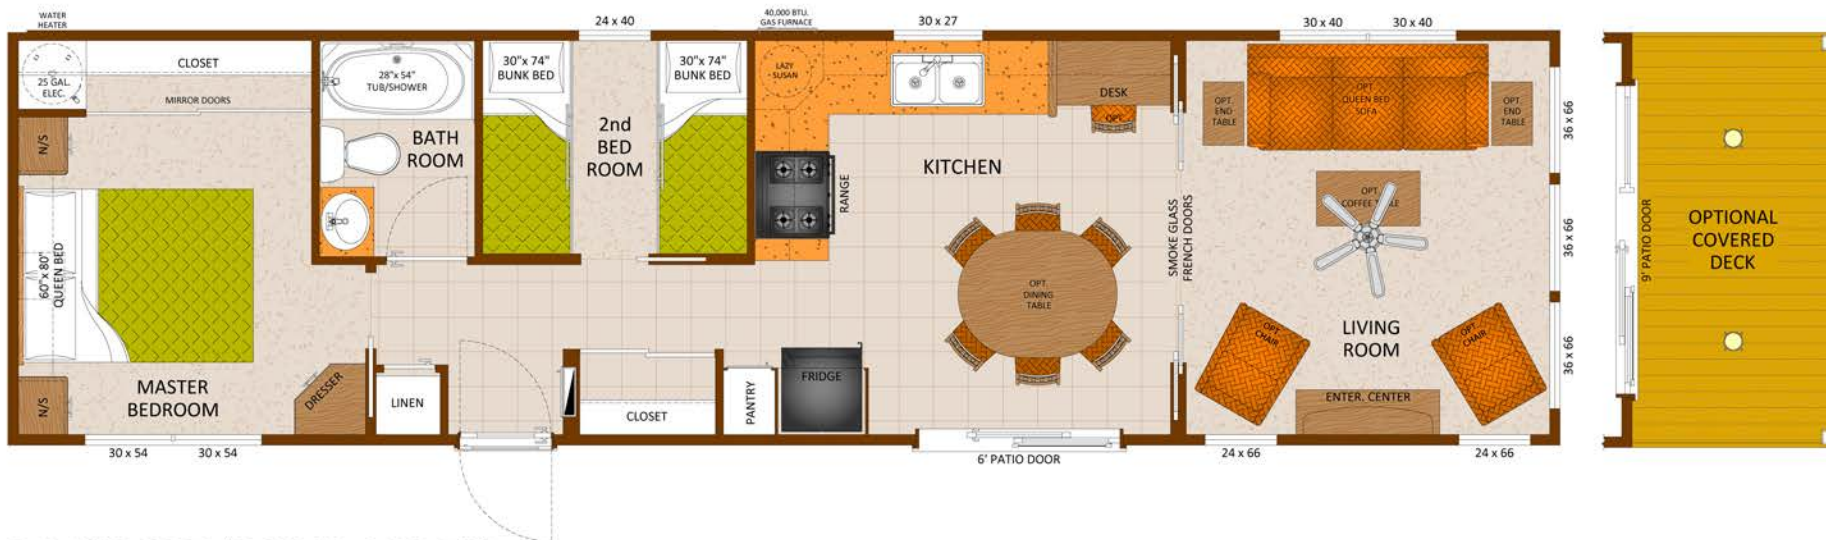 WATER
HEATER
24 x 40
40,000 BTU.
GAS FURNACE
30 x 27
30 x 40
30 x 40
25 GAL.
ELEC.
CLOSET
MIRROR DOORS
N/S
60"x 80"
QUEEN BED
N/S
MASTER
BEDROOM
DRESSER
30 x 54
30 x 54
28"x 54"
TUB/SHOWER
BATH
ROOM
LINEN
30"x 74"
BUNK BED
2nd
BED
ROOM
30"x 74"
BUNK BED
CLOSET
PANTRY
FRIDGE
LAZY
SUSAN
RANGE
KITCHEN
DESK
OPT.
OPT.
DINING
TABLE
6' PATIO DOOR
SMOKE GLASS
FRENCH DOORS
OPT.
END
TABLE
OPT.
QUEEN BED
SOFA
OPT.
END
TABLE
OPT.
COFFEE TABLE
OPT.
CHAIR
LIVING
ROOM
OPT.
CHAIR
ENTER. CENTER
24 x 66
24 x 66
36 x 66
36 x 66
36 x 66
9' PATIO DOOR
OPTIONAL
COVERED
DECK